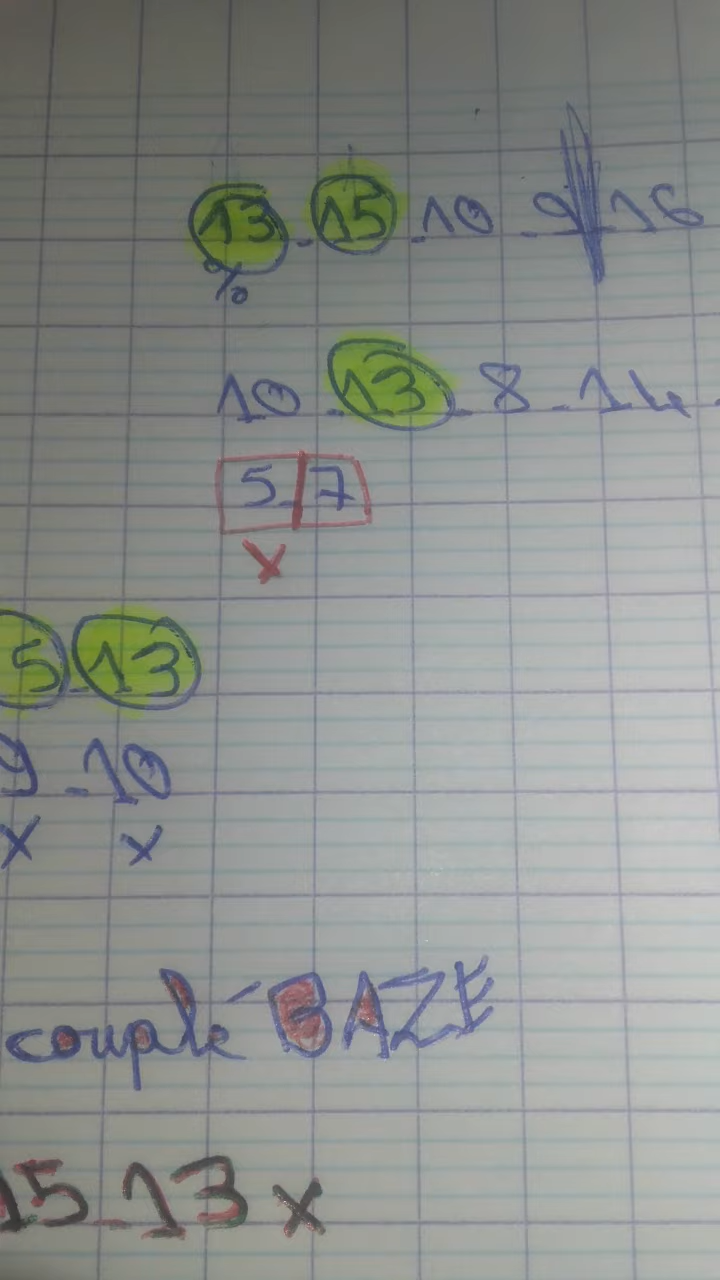 13 - 15 - 10 - 9 16
%
10 - 13 - 8 - 14 -
5 - 7
x
5 - 13
9 - 10
x x
couplé BAZE
15 - 13 x